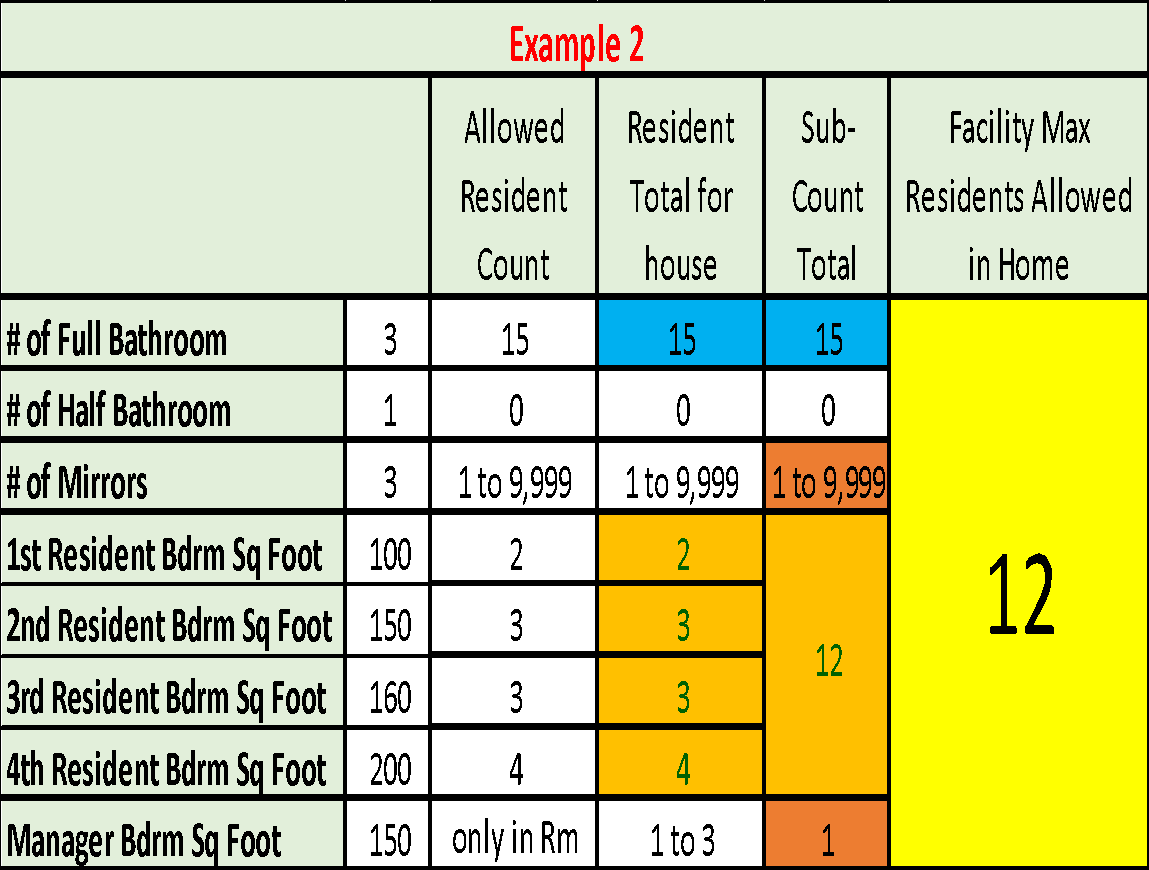 Example 2
Allowed Resident Count
Resident Total for house
Sub-Count Total
Facility Max Residents Allowed in Home
# of Full Bathroom 3 15 15 15
# of Half Bathroom 1 0 0 0
# of Mirrors 3 1 to 9,999 1 to 9,999 1 to 9,999
1st Resident Bdrm Sq Foot 100 2 2
2nd Resident Bdrm Sq Foot 150 3 3
3rd Resident Bdrm Sq Foot 160 3 3
4th Resident Bdrm Sq Foot 200 4 4
12
12
Manager Bdrm Sq Foot 150 only in Rm 1 to 3 1